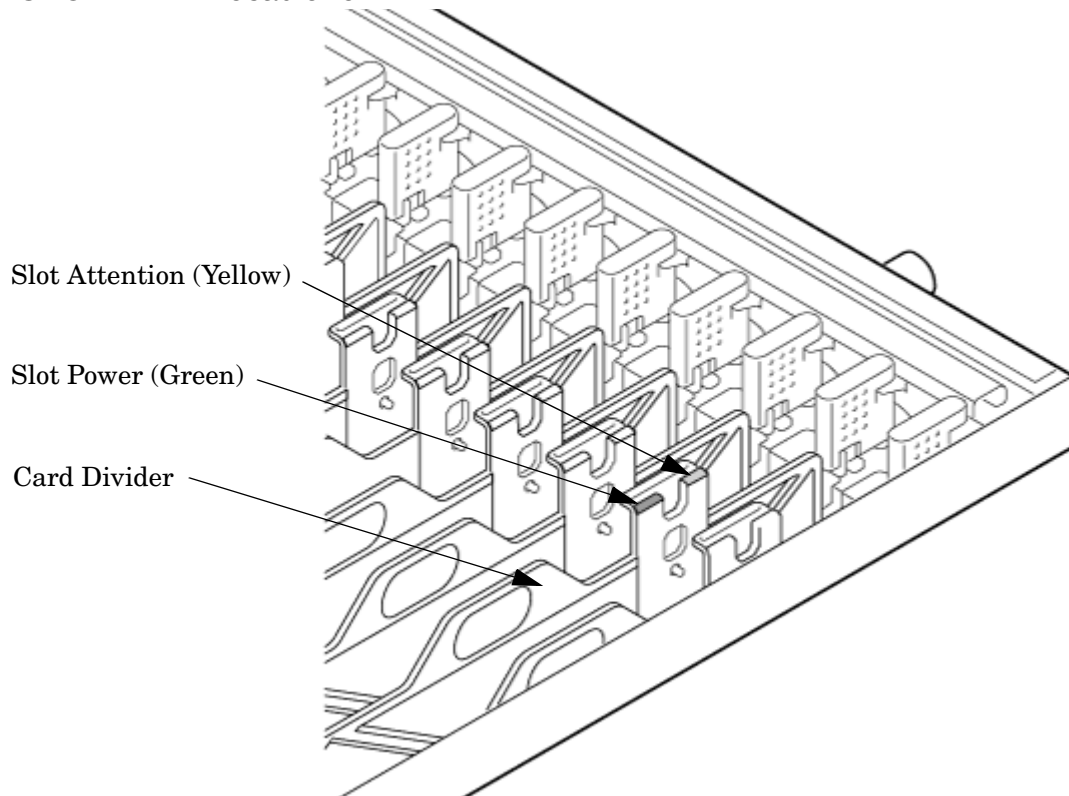 Slot Attention (Yellow)
Slot Power (Green)
Card Divider